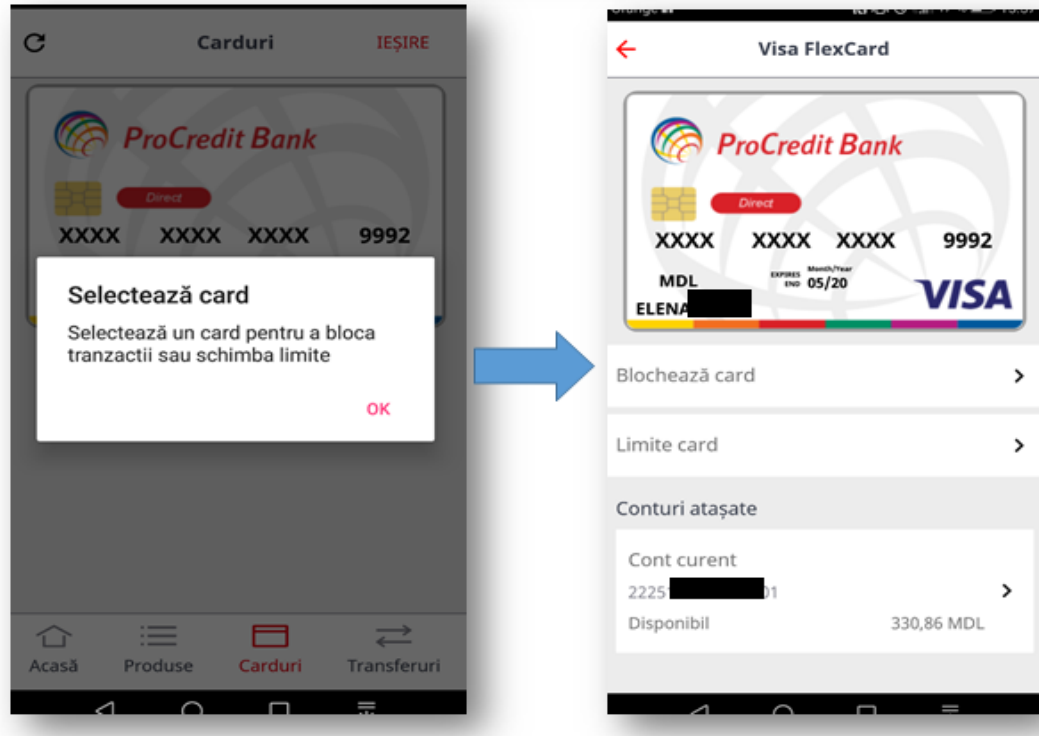 Carduri
IEȘIRE
ProCredit Bank
Direct
XXXX XXXX XXXX 9992
Selectează card
Selectează un card pentru a bloca
tranzactii sau schimba limite
OK
Acasă Produse Carduri Transferuri
Visa FlexCard
ProCredit Bank
Direct
XXXX XXXX XXXX 9992
MDL
EXPIRES END
Month/Year
05/20
ELENA
VISA
Blochează card
Limite card
Conturi atașate
Cont curent
2225 01
Disponibil 330,86 MDL